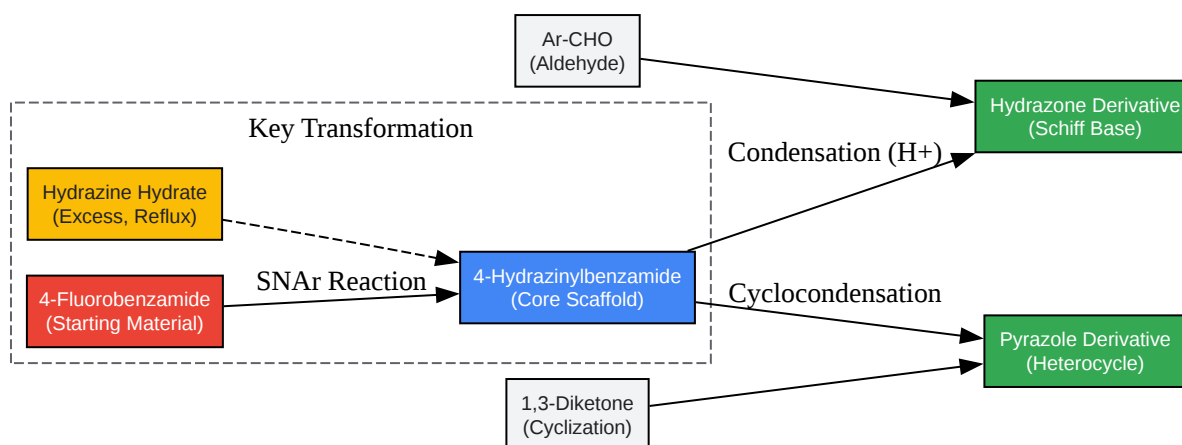 Ar-CHO
(Aldehyde)
Key Transformation
Hydrazone Derivative
(Schiff Base)
Condensation (H+)
Hydrazine Hydrate
(Excess, Reflux)
SNAr Reaction
4-Hydrazinylbenzamide
(Core Scaffold)
4-Fluorobenzamide
(Starting Material)
Cyclocondensation
Pyrazole Derivative
(Heterocycle)
1,3-Diketone
(Cyclization)